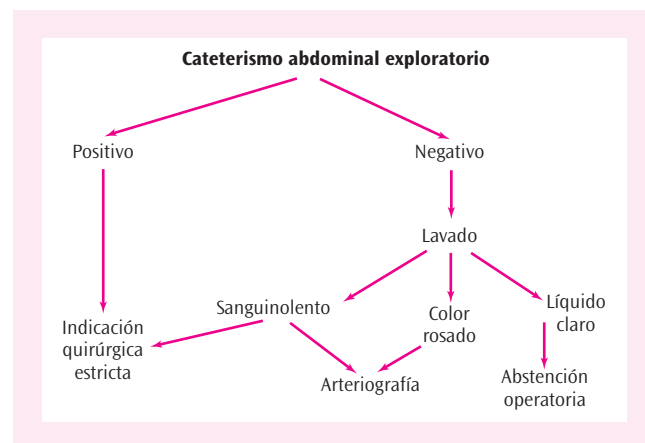 Cateterismo abdominal exploratorio
Positivo
Negativo
Lavado
Sanguinolento
Color
rosado
Líquido
claro
Indicación
quirúrgica
estricta
Arteriografía
Abstención
operatoria